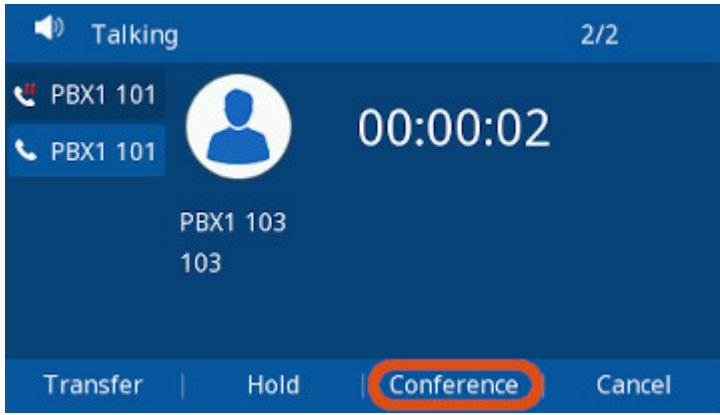 Talking 2/2
PBX1 101
PBX1 101
00:00:02
PBX1 103
103
Transfer | Hold | Conference | Cancel